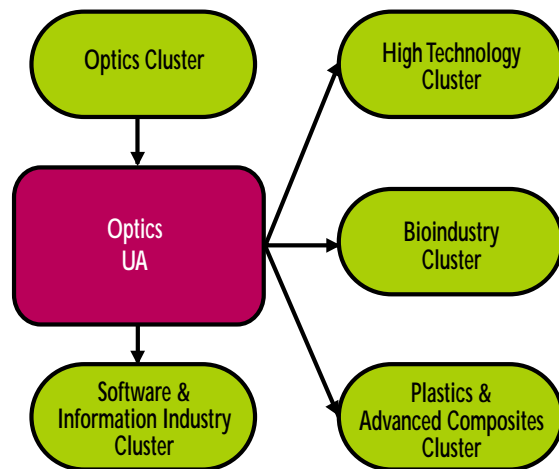 Optics Cluster
High Technology
Cluster
Optics
UA
Bioindustry
Cluster
Software &
Information Industry
Cluster
Plastics &
Advanced Composites
Cluster